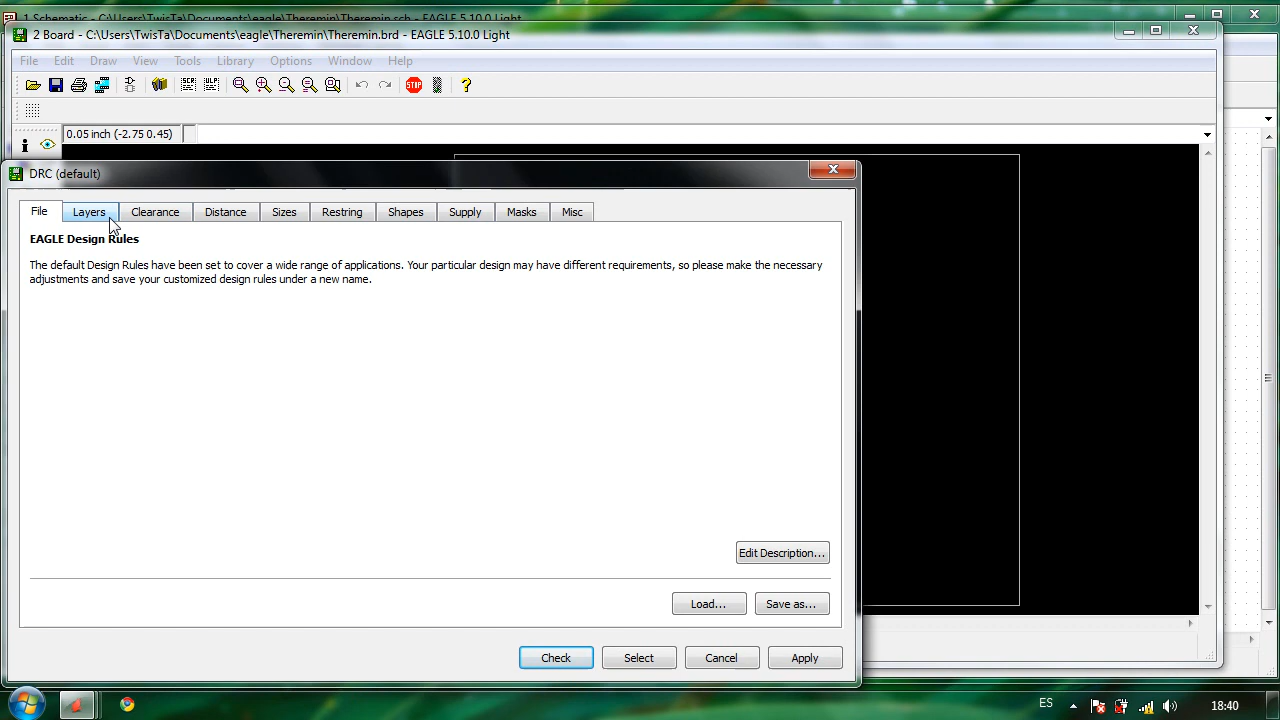 1 Schematic - C:\Users\TwisTa\Documents\eagle\Theremin\Theremin.sch - EAGLE 5.10.0 Light
2 Board - C:\Users\TwisTa\Documents\eagle\Theremin\Theremin.brd - EAGLE 5.10.0 Light
File Edit Draw View Tools Library Options Window Help
SCR ULP STOP ?
0.05 inch (-2.75 0.45)
DRC (default)
File Layers Clearance Distance Sizes Restring Shapes Supply Masks Misc
EAGLE Design Rules
The default Design Rules have been set to cover a wide range of applications. Your particular design may have different requirements, so please make the necessary
adjustments and save your customized design rules under a new name.
Edit Description...
Load... Save as...
Check Select Cancel Apply
ES 18:40